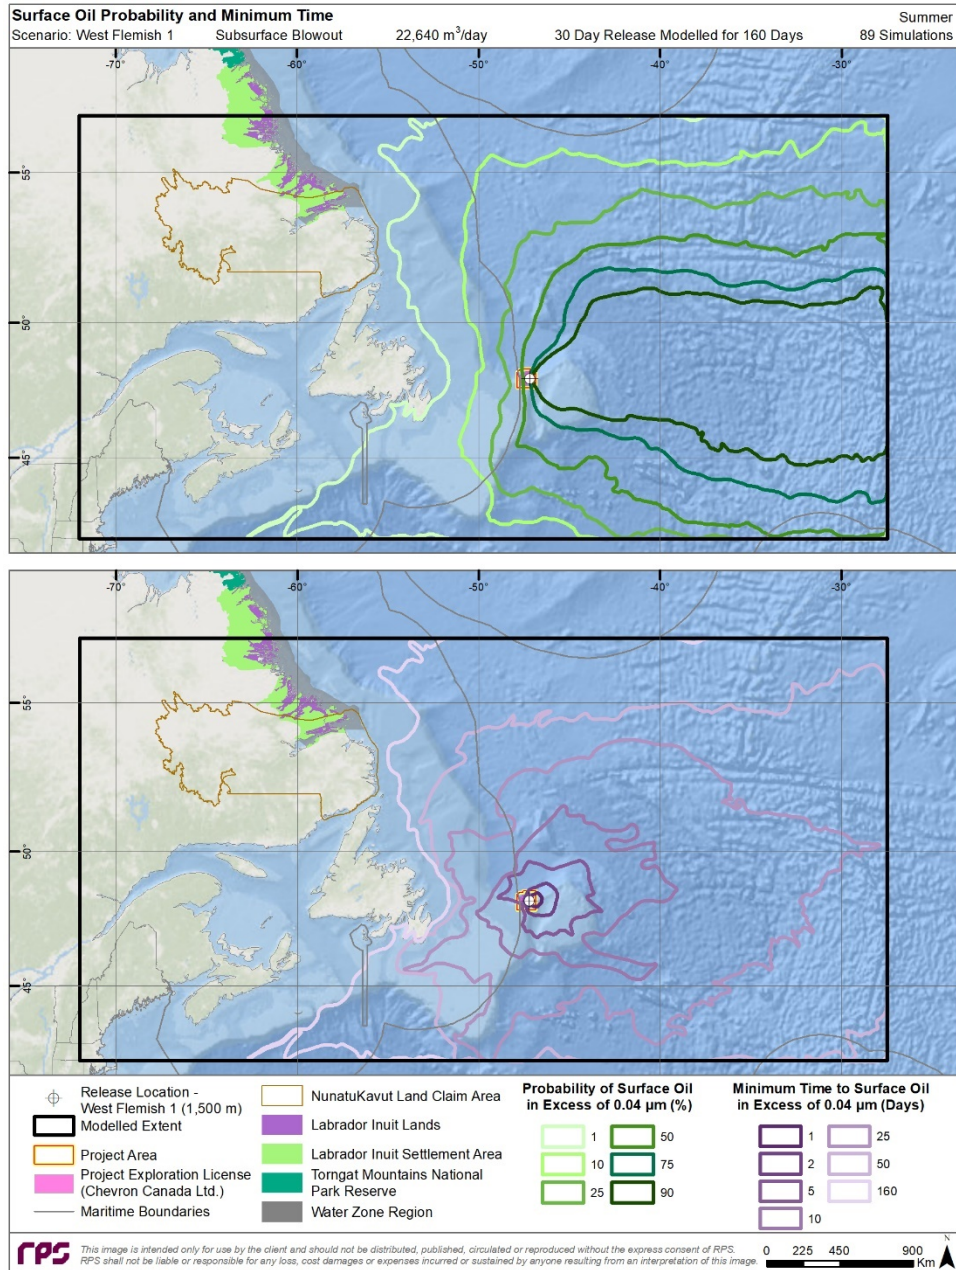 Surface Oil Probability and Minimum Time
Summer
Scenario: West Flemish 1 Subsurface Blowout 22,640 m³/day 30 Day Release Modelled for 160 Days 89 Simulations
-70° -60° -50° -40° -30°
55°
50°
45°
-70° -60° -50° -40° -30°
55°
50°
45°
Release Location -
West Flemish 1 (1,500 m)
Modelled Extent
Project Area
Project Exploration License
(Chevron Canada Ltd.)
Maritime Boundaries
NunatuKavut Land Claim Area
Labrador Inuit Lands
Labrador Inuit Settlement Area
Torngat Mountains National
Park Reserve
Water Zone Region
Probability of Surface Oil
in Excess of 0.04 µm (%)
1 50
10 75
25 90
Minimum Time to Surface Oil
in Excess of 0.04 µm (Days)
1 25
2 50
5 160
10
rps
This image is intended only for use by the client and should not be distributed, published, circulated or reproduced without the express consent of RPS.
RPS shall not be liable or responsible for any loss, cost damages or expenses incurred or sustained by anyone resulting from an interpretation of this image.
0 225 450 900
Km
N